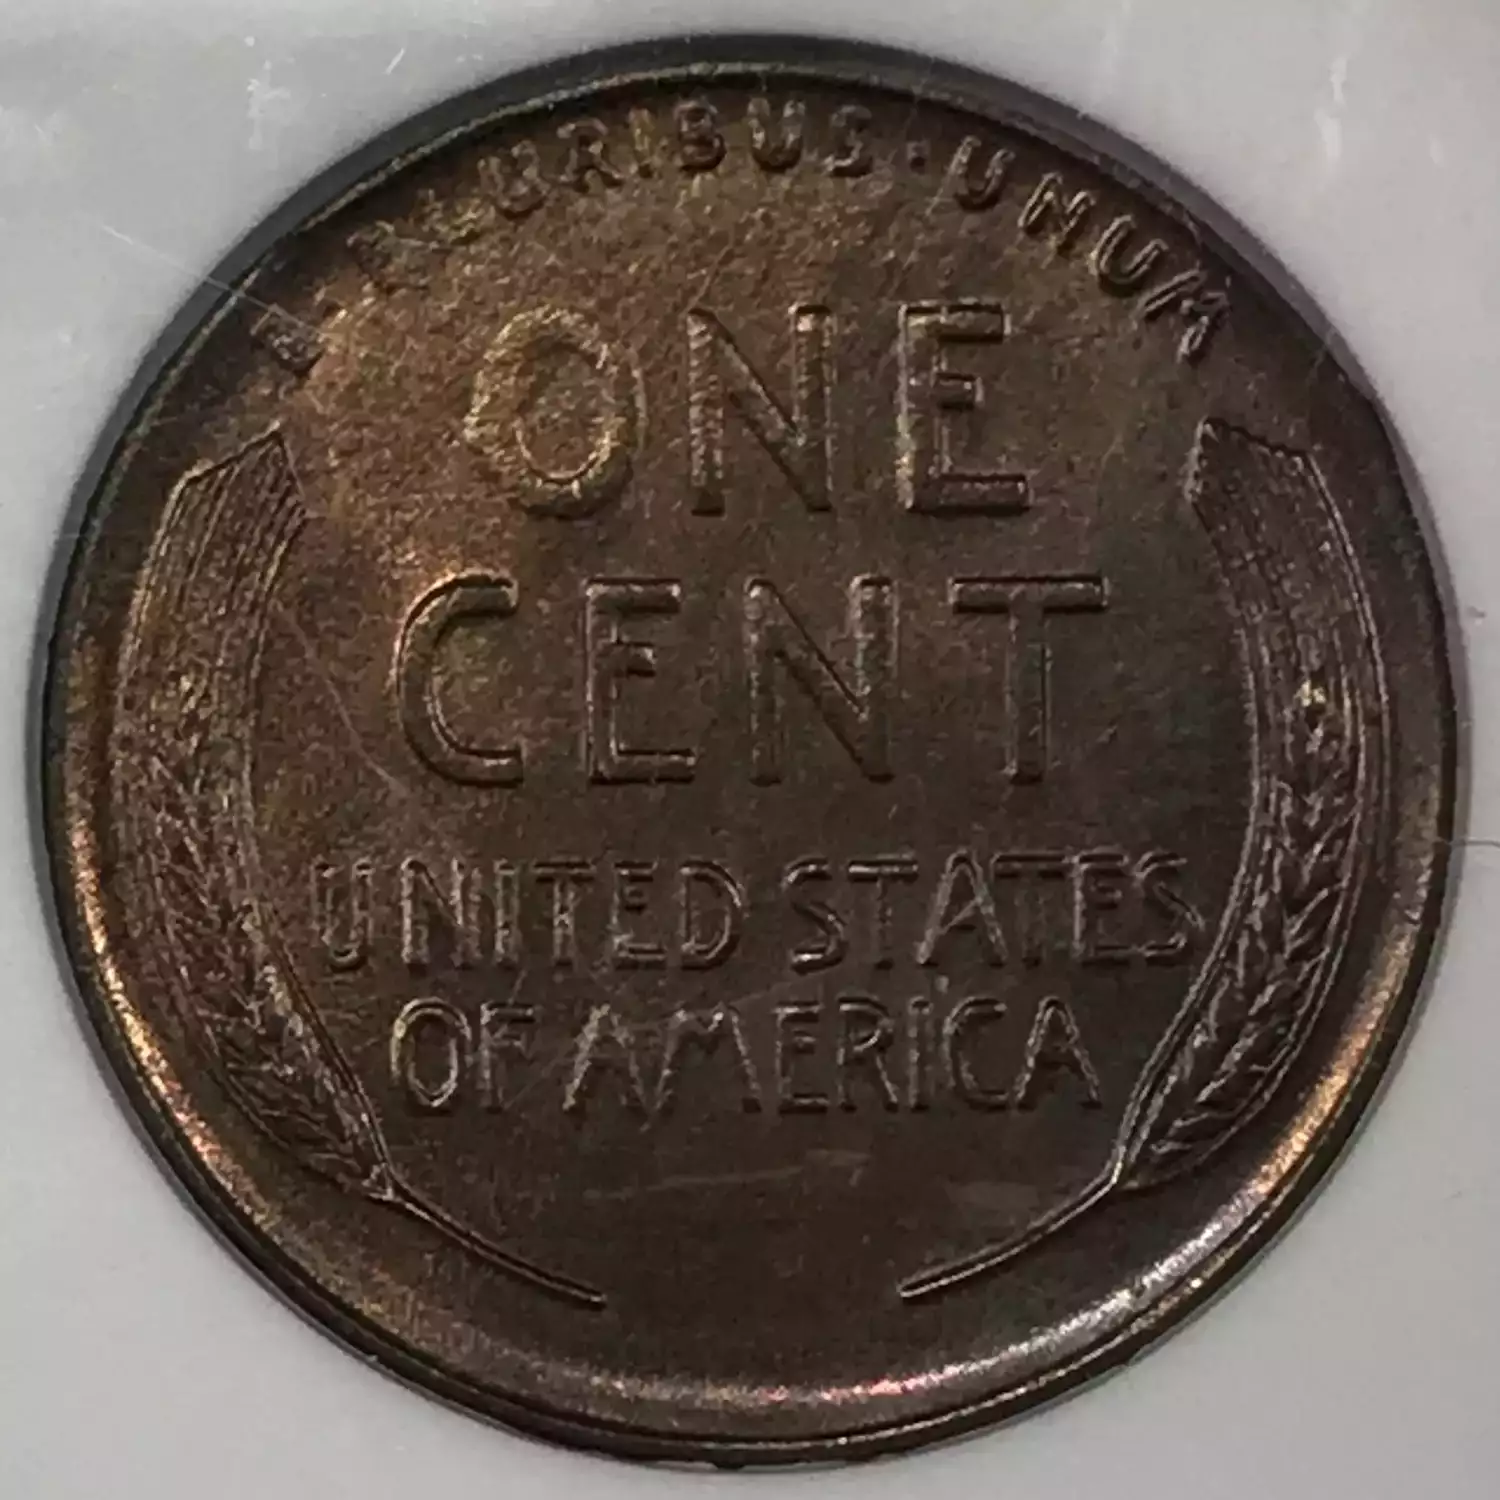 E · PLURIBUS · UNUM
ONE
CENT
UNITED STATES
OF AMERICA